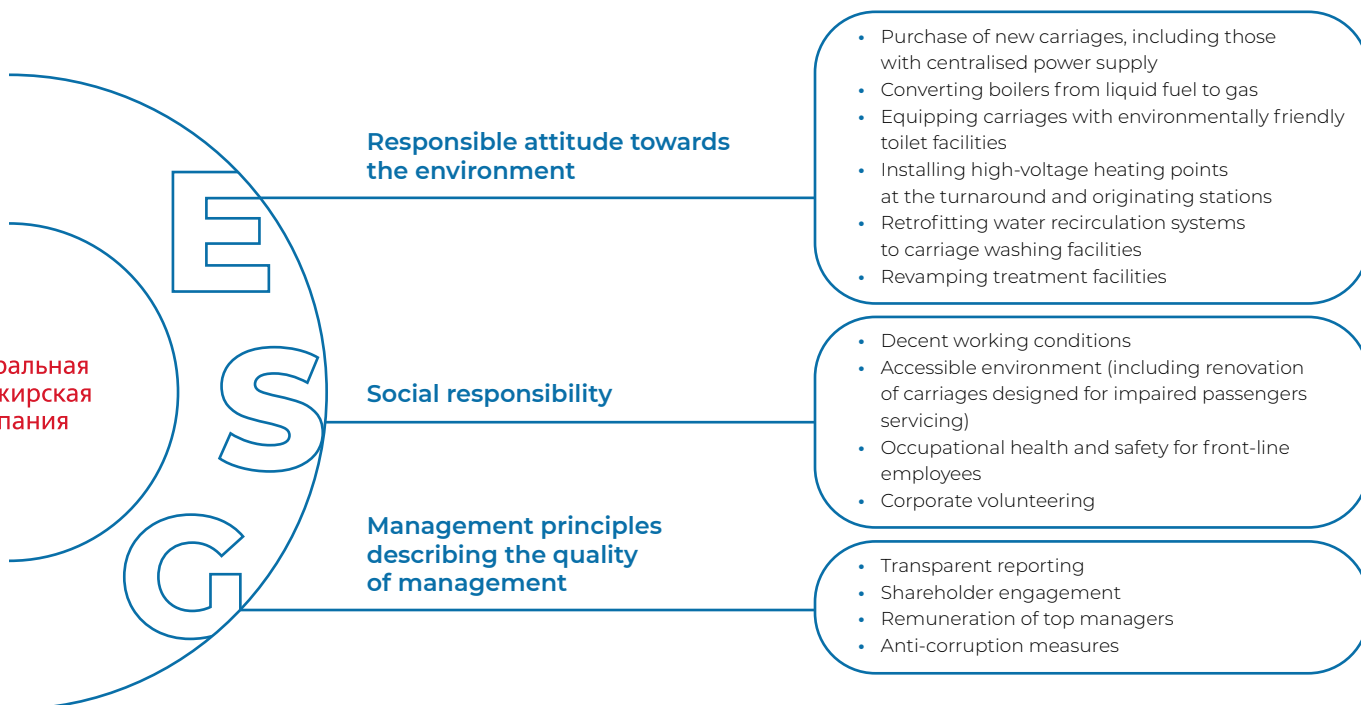 E
Responsible attitude towards
the environment
• Purchase of new carriages, including those
with centralised power supply
• Converting boilers from liquid fuel to gas
• Equipping carriages with environmentally friendly
toilet facilities
• Installing high-voltage heating points
at the turnaround and originating stations
• Retrofitting water recirculation systems
to carriage washing facilities
• Revamping treatment facilities
ральная
жирская
пания
S
Social responsibility
• Decent working conditions
• Accessible environment (including renovation
of carriages designed for impaired passengers
servicing)
• Occupational health and safety for front-line
employees
• Corporate volunteering
G
Management principles
describing the quality
of management
• Transparent reporting
• Shareholder engagement
• Remuneration of top managers
• Anti-corruption measures